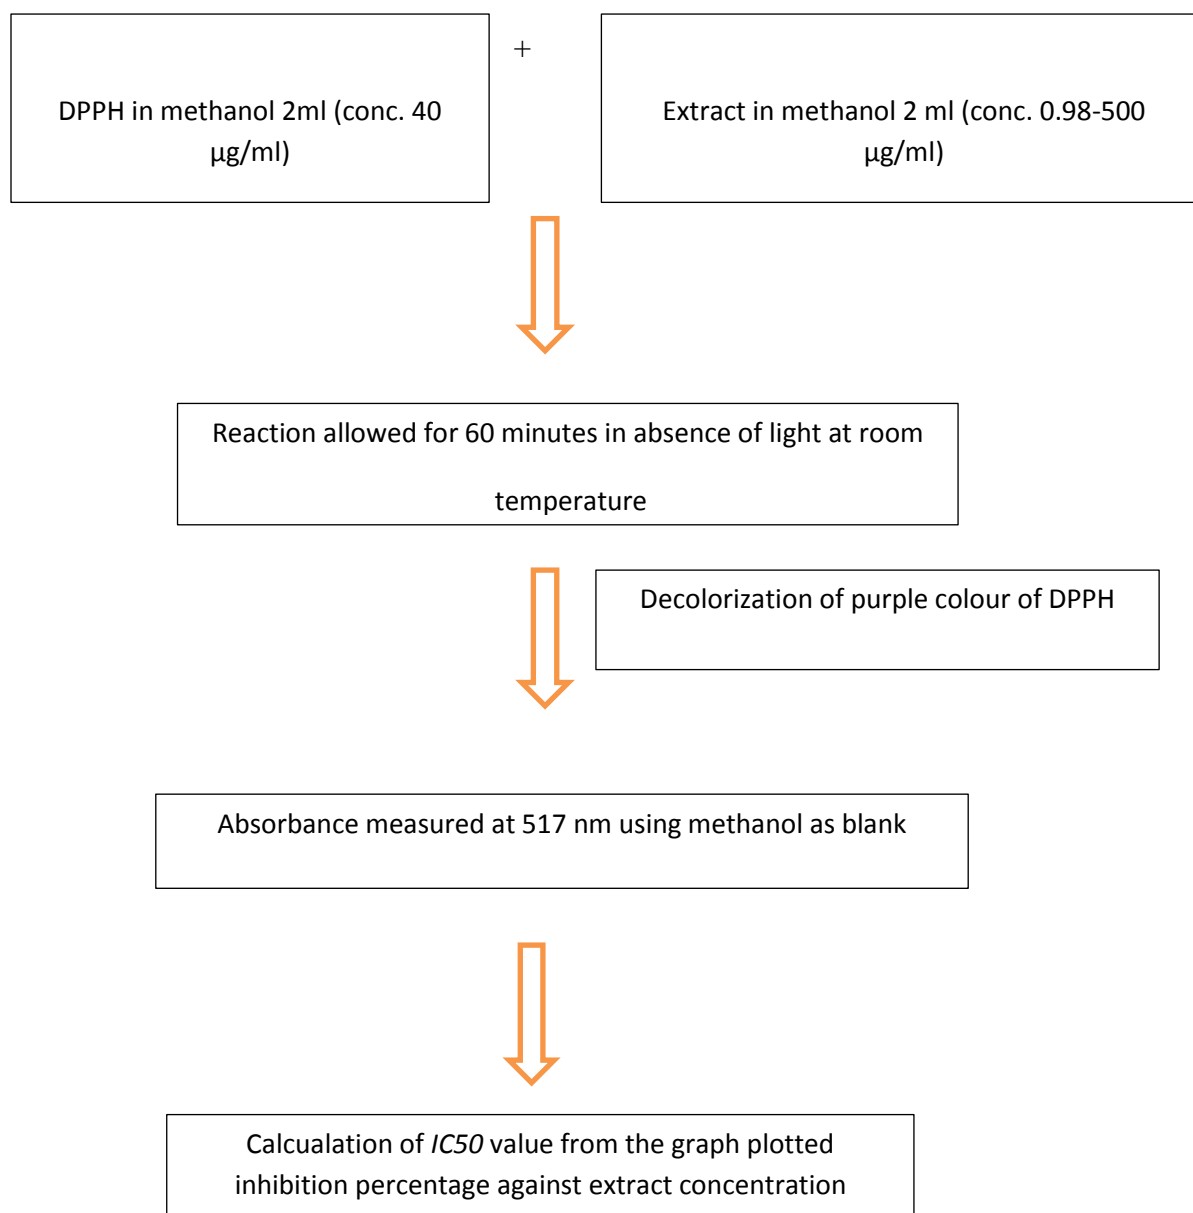 +
DPPH in methanol 2ml (conc. 40
µg/ml)
Extract in methanol 2 ml (conc. 0.98-500
µg/ml)
Reaction allowed for 60 minutes in absence of light at room
temperature
Decolorization of purple colour of DPPH
Absorbance measured at 517 nm using methanol as blank
Calcualation of IC50 value from the graph plotted
inhibition percentage against extract concentration